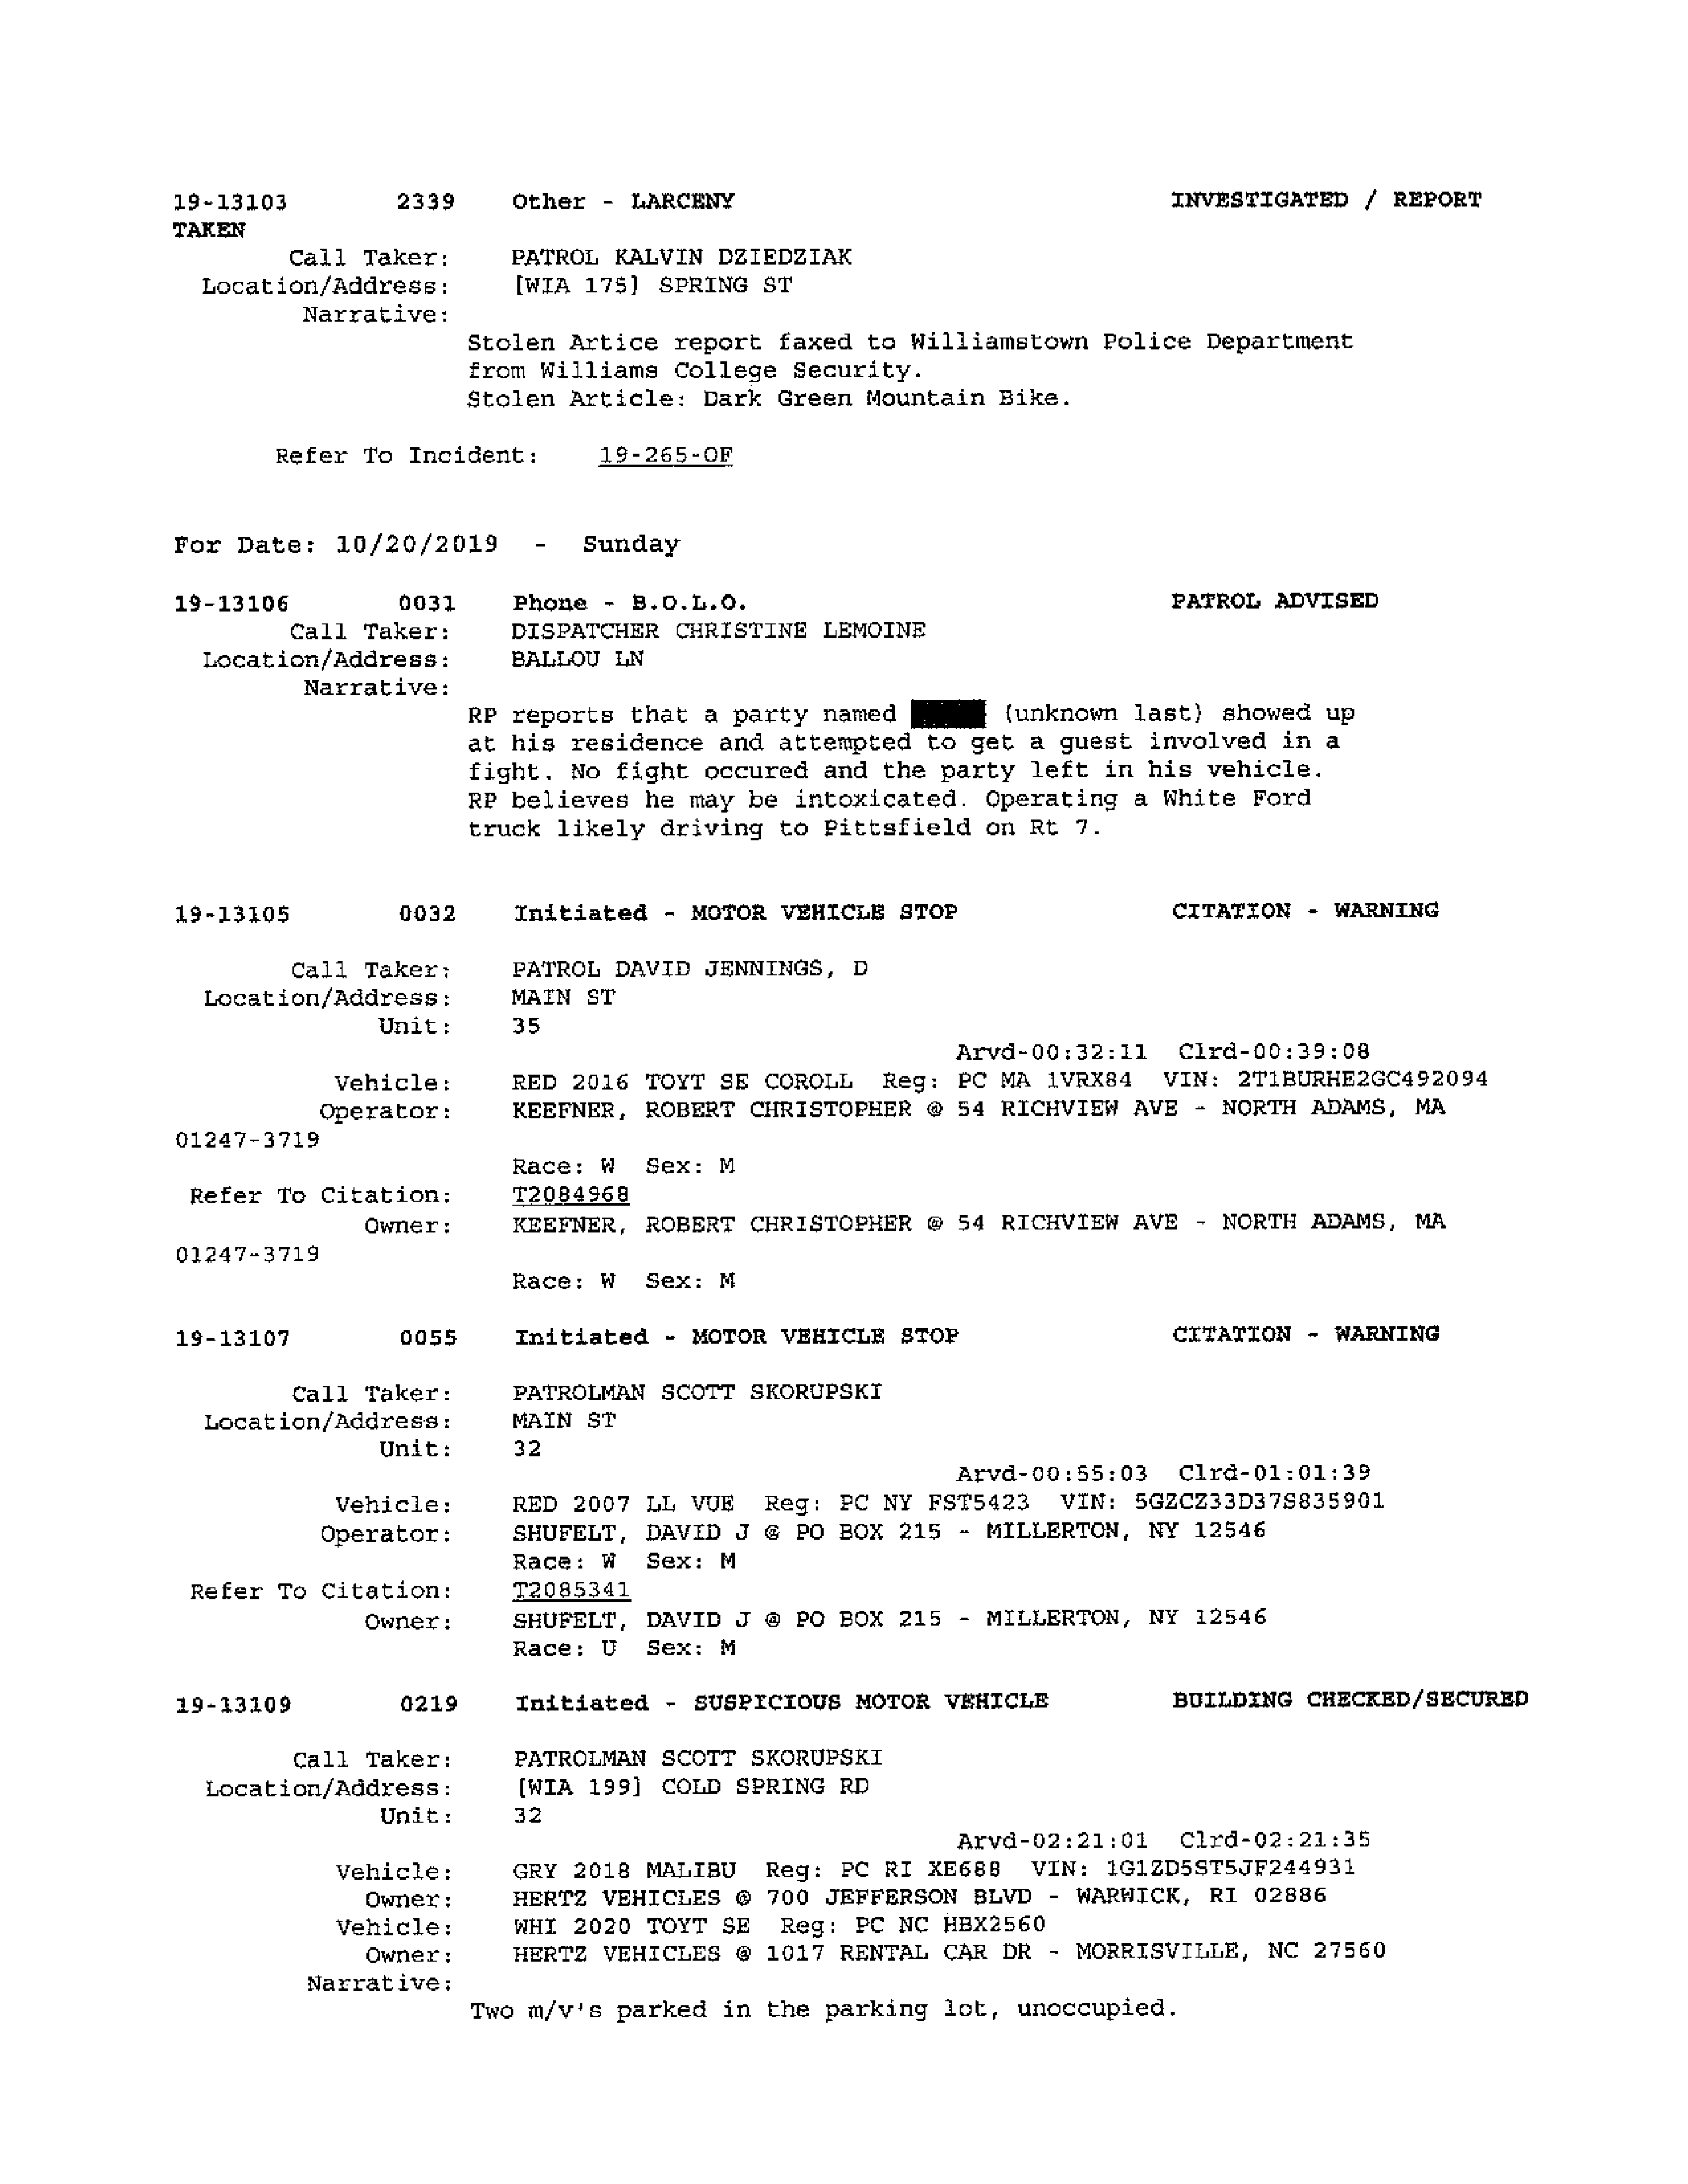 19-13103 2339 Other - LARCENY INVESTIGATED / REPORT
TAKEN
Call Taker: PATROL KALVIN DZIEDZIAK
Location/Address: [WIA 175] SPRING ST
Narrative:
Stolen Artice report faxed to Williamstown Police Department
from Williams College Security.
Stolen Article: Dark Green Mountain Bike.
Refer To Incident: 19-265-OF
For Date: 10/20/2019 - Sunday
19-13106 0031 Phone - B.O.L.O. PATROL ADVISED
Call Taker: DISPATCHER CHRISTINE LEMOINE
Location/Address: BALLOU LN
Narrative:
RP reports that a party named (unknown last) showed up
at his residence and attempted to get a guest involved in a
fight. No fight occured and the party left in his vehicle.
RP believes he may be intoxicated. Operating a White Ford
truck likely driving to Pittsfield on Rt 7.
19-13105 0032 Initiated - MOTOR VEHICLE STOP CITATION - WARNING
Call Taker: PATROL DAVID JENNINGS, D
Location/Address: MAIN ST
Unit: 35
Arvd-00:32:11 Clrd-00:39:08
Vehicle: RED 2016 TOYT SE COROLL Reg: PC MA 1VRX84 VIN: 2T1BURHE2GC492094
Operator: KEEFNER, ROBERT CHRISTOPHER @ 54 RICHVIEW AVE - NORTH ADAMS, MA
01247-3719
Race: W Sex: M
Refer To Citation: T2084968
Owner: KEEFNER, ROBERT CHRISTOPHER @ 54 RICHVIEW AVE - NORTH ADAMS, MA
01247-3719
Race: W Sex: M
19-13107 0055 Initiated - MOTOR VEHICLE STOP CITATION - WARNING
Call Taker: PATROLMAN SCOTT SKORUPSKI
Location/Address: MAIN ST
Unit: 32
Arvd-00:55:03 Clrd-01:01:39
Vehicle: RED 2007 LL VUE Reg: PC NY FST5423 VIN: 5GZCZ33D37S835901
Operator: SHUFELT, DAVID J @ PO BOX 215 - MILLERTON, NY 12546
Race: W Sex: M
Refer To Citation: T2085341
Owner: SHUFELT, DAVID J @ PO BOX 215 - MILLERTON, NY 12546
Race: U Sex: M
19-13109 0219 Initiated - SUSPICIOUS MOTOR VEHICLE BUILDING CHECKED/SECURED
Call Taker: PATROLMAN SCOTT SKORUPSKI
Location/Address: [WIA 199] COLD SPRING RD
Unit: 32
Arvd-02:21:01 Clrd-02:21:35
Vehicle: GRY 2018 MALIBU Reg: PC RI XE688 VIN: 1G1ZD5ST5JF244931
Owner: HERTZ VEHICLES @ 700 JEFFERSON BLVD - WARWICK, RI 02886
Vehicle: WHI 2020 TOYT SE Reg: PC NC HBX2560
Owner: HERTZ VEHICLES @ 1017 RENTAL CAR DR - MORRISVILLE, NC 27560
Narrative:
Two m/v's parked in the parking lot, unoccupied.